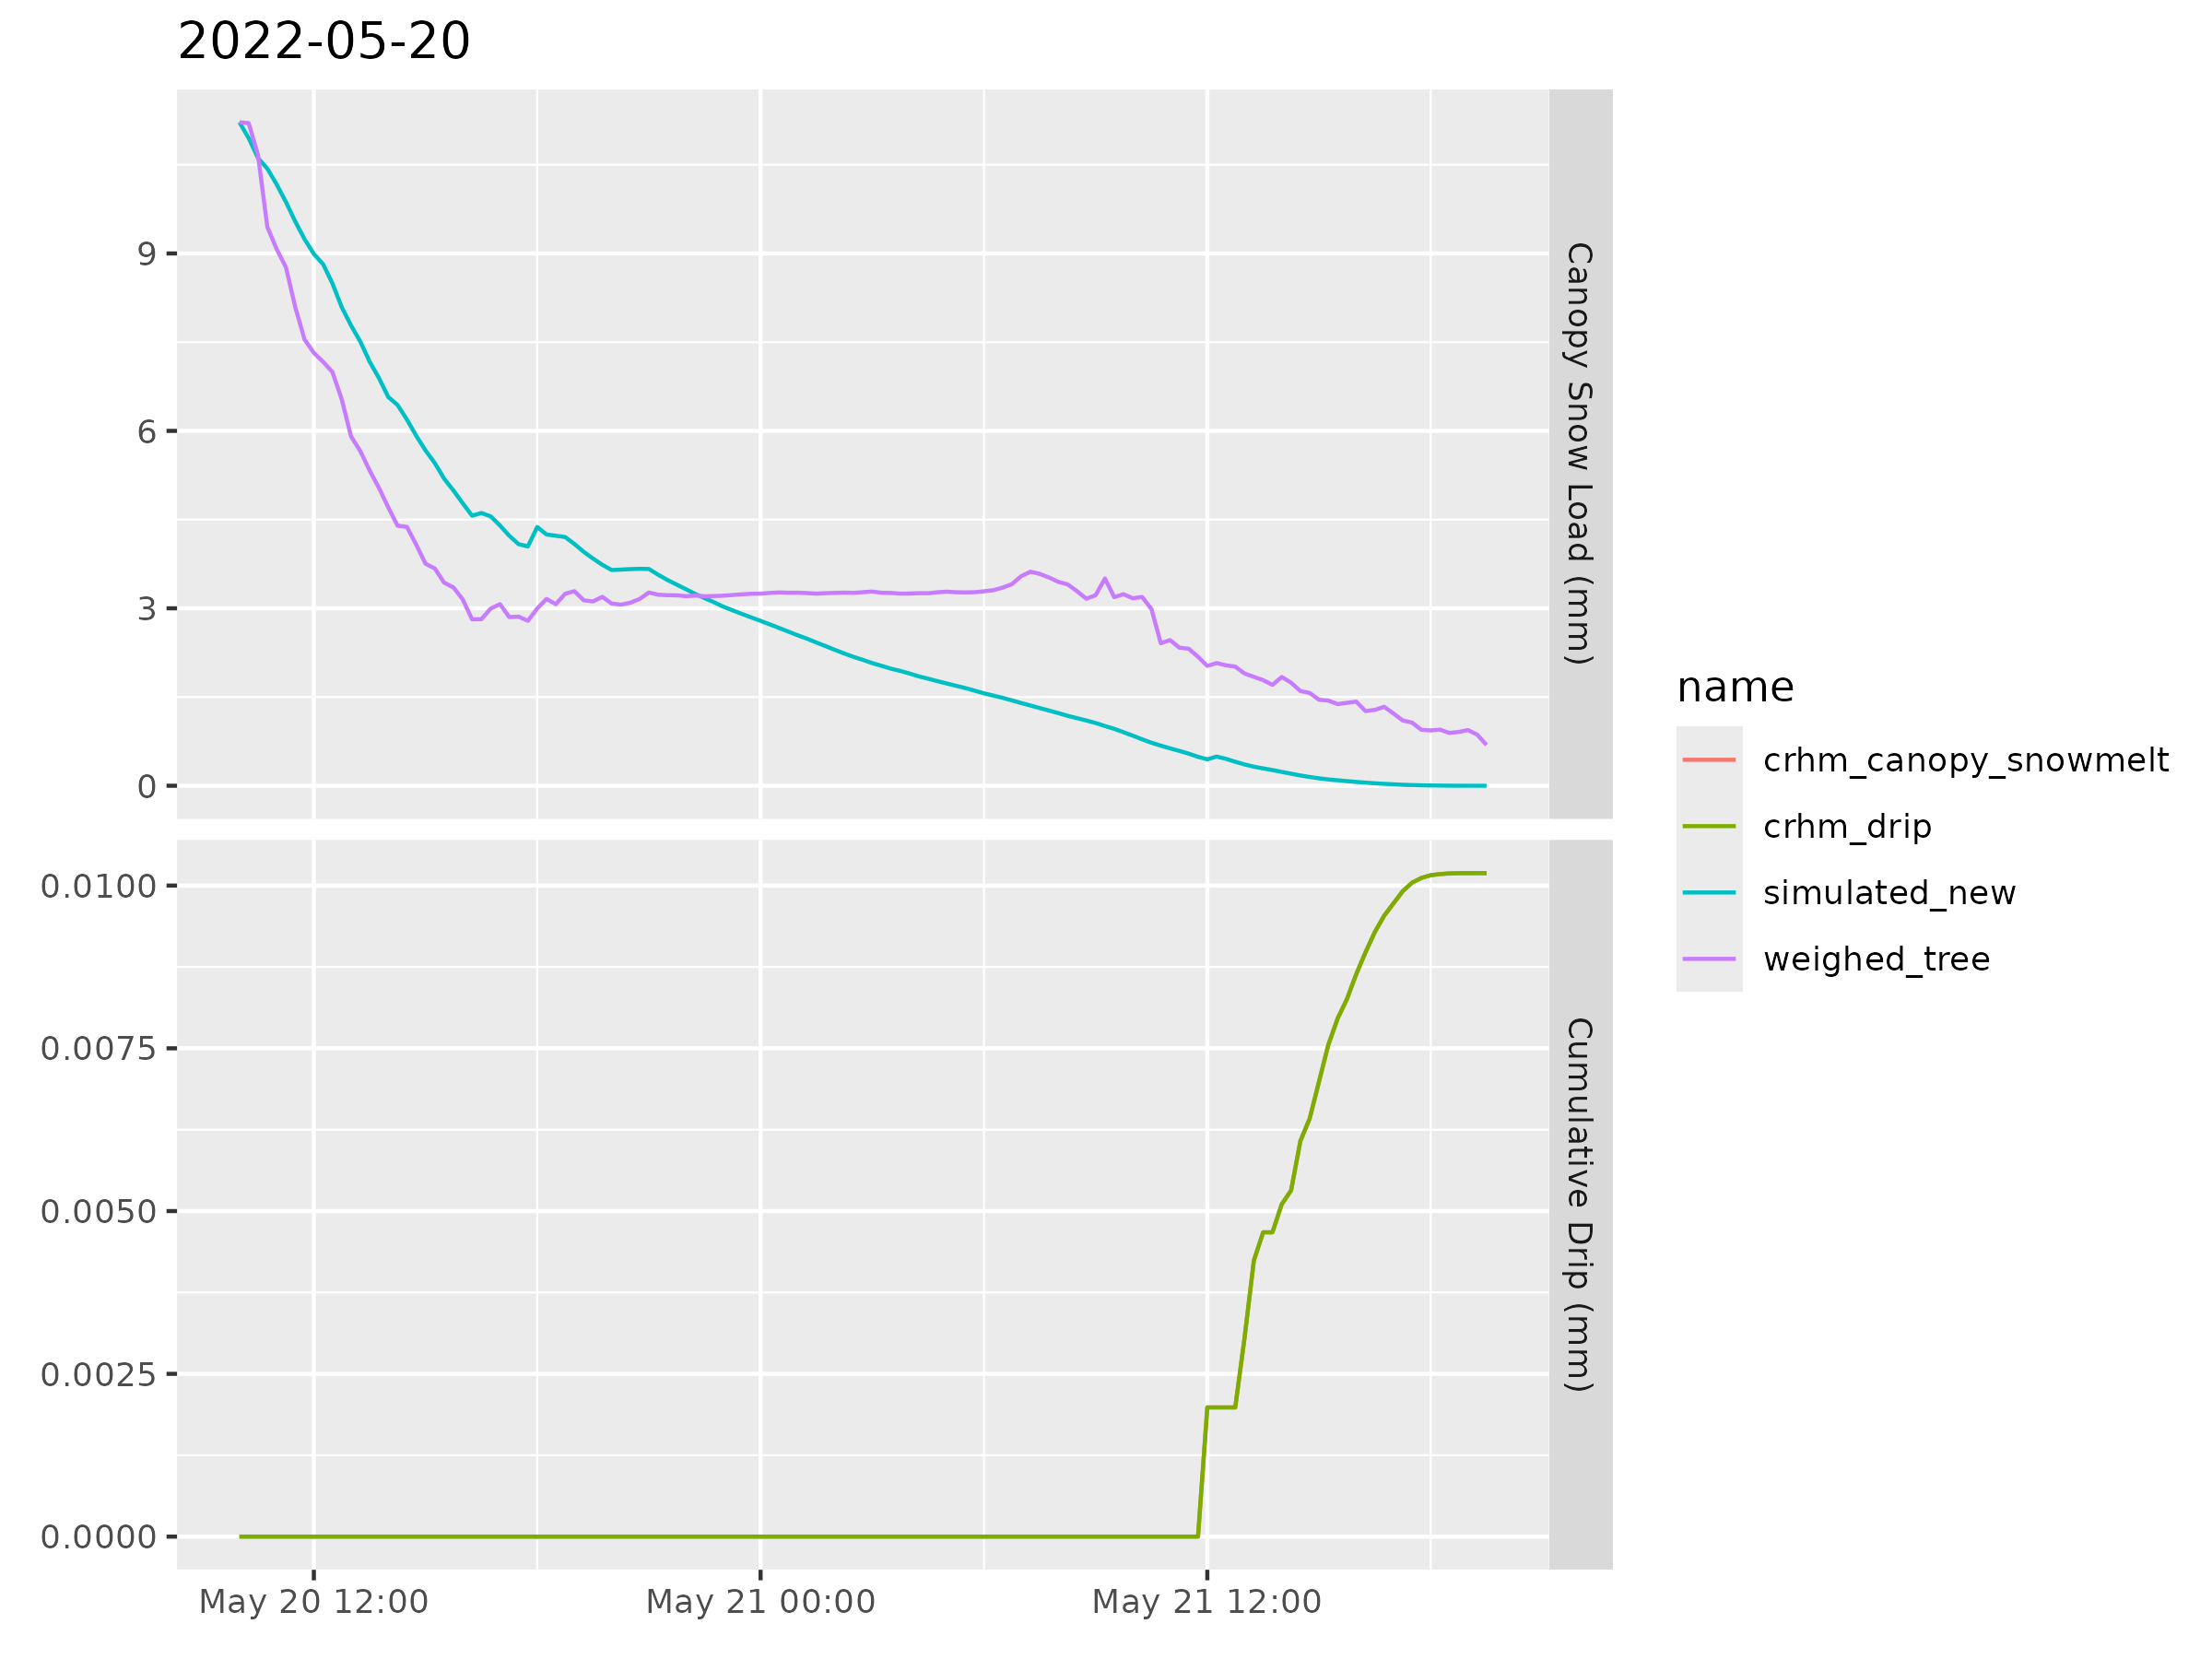 2022-05-20
9
6
3
0
Canopy Snow Load (mm)
0.0100
0.0075
0.0050
0.0025
0.0000
Cumulative Drip (mm)
May 20 12:00
May 21 00:00
May 21 12:00
name
crhm_canopy_snowmelt
crhm_drip
simulated_new
weighed_tree